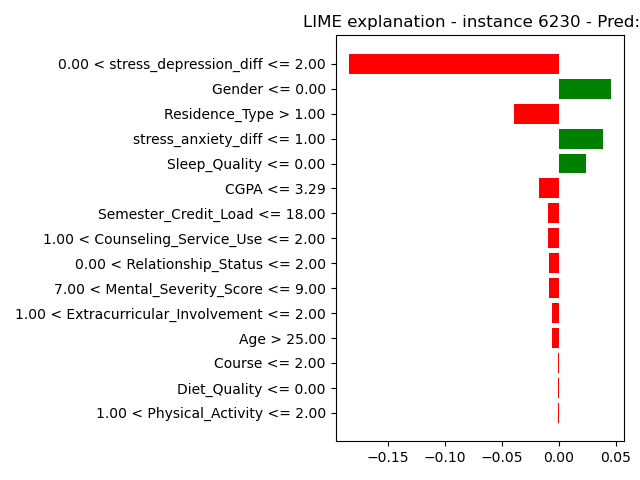 LIME explanation - instance 6230 - Pred:
0.00 < stress_depression_diff <= 2.00
Gender <= 0.00
Residence_Type > 1.00
stress_anxiety_diff <= 1.00
Sleep_Quality <= 0.00
CGPA <= 3.29
Semester_Credit_Load <= 18.00
1.00 < Counseling_Service_Use <= 2.00
0.00 < Relationship_Status <= 2.00
7.00 < Mental_Severity_Score <= 9.00
1.00 < Extracurricular_Involvement <= 2.00
Age > 25.00
Course <= 2.00
Diet_Quality <= 0.00
1.00 < Physical_Activity <= 2.00
−0.15 −0.10 −0.05 0.00 0.05